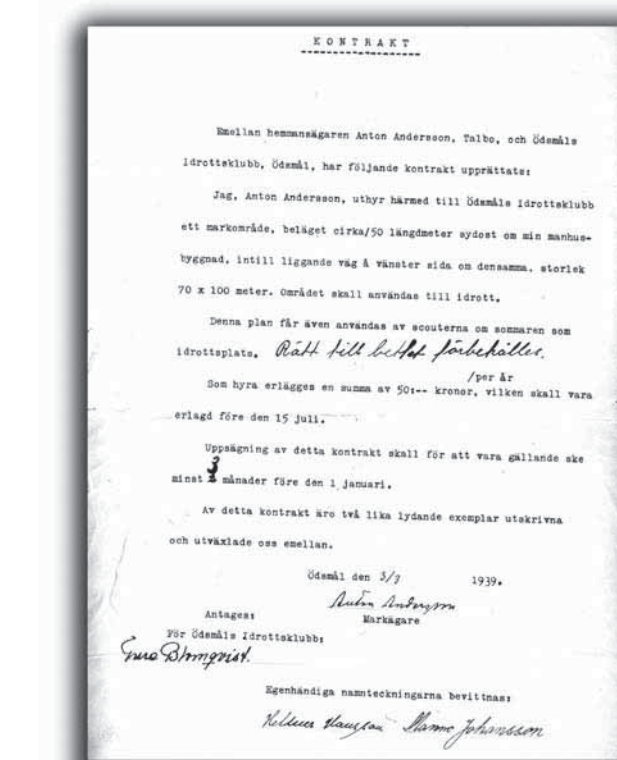 KONTRAKT
Emellan hemmansägaren Anton Andersson, Talbo, och Ödsmåls
Idrottsklubb, Ödsmål, har följande kontrakt upprättats:
Jag, Anton Andersson, uthyr härmed till Ödsmåls Idrottsklubb
ett markområde, beläget cirka/50 längdmeter sydost om min manhus-
byggnad, intill liggande väg å vänster sida om densamma, storlek
70 x 100 meter. Området skall användas till idrott.
Denna plan får även användas av scouterna om sommaren som
idrottsplats. Rätt till betet förbehålles.
/per år
Som hyra erlägges en summa av 50:-- kronor, vilken skall vara
erlagd före den 15 juli.
Uppsägning av detta kontrakt skall för att vara gällande ske
minst 3 månader före den 1 januari.
Av detta kontrakt äro två lika lydande exemplar utskrivna
och utväxlade oss emellan.
Ödsmål den 3/7 1939.
Anton Andersson
Antages: Markägare
För Ödsmåls Idrottsklubb:
Blomqvist.
Egenhändiga namnteckningarna bevittnas:
Manne Johansson